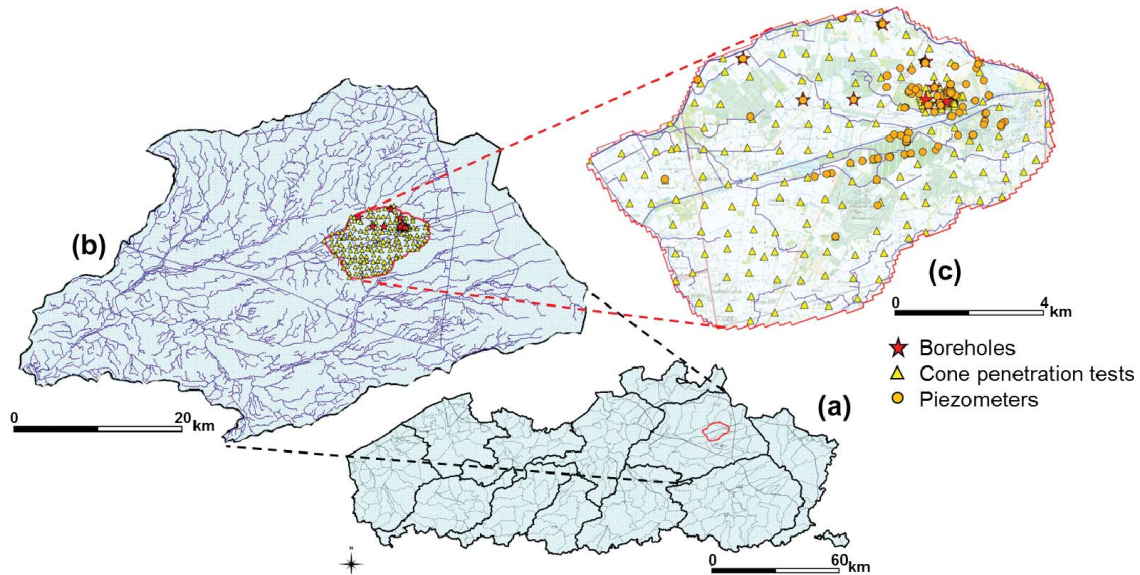 (b)
(c)
0 4
km
Boreholes
Cone penetration tests
Piezometers
0 20
km
(a)
N
0 60
km